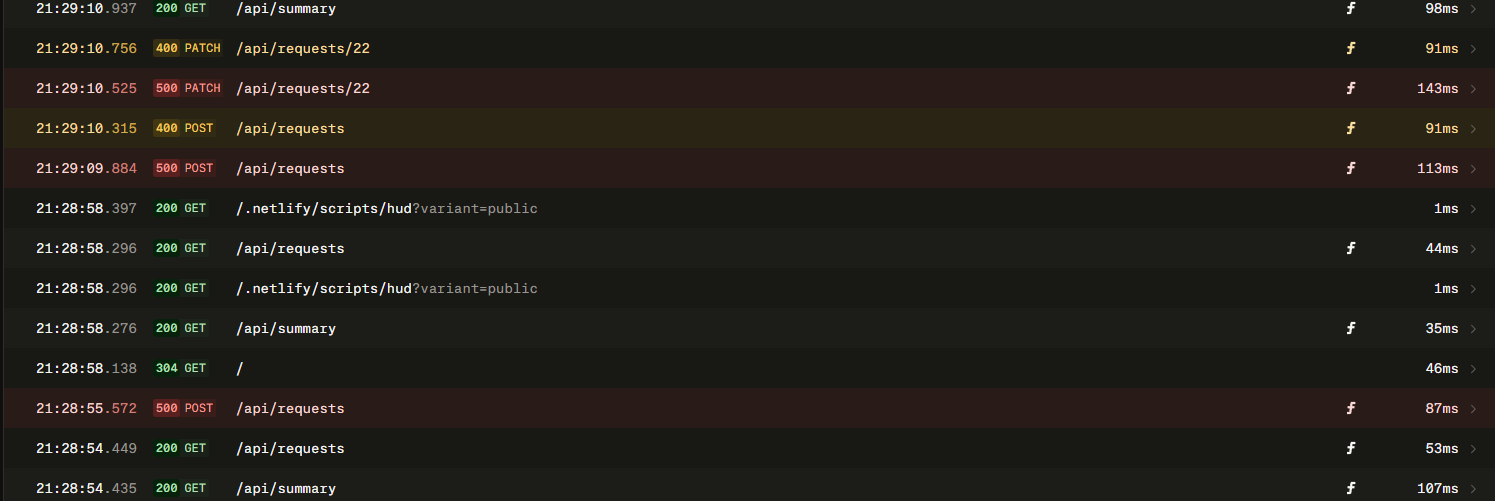 21:29:10.937 200 GET /api/summary ƒ 98ms >
21:29:10.756 400 PATCH /api/requests/22 ƒ 91ms >
21:29:10.525 500 PATCH /api/requests/22 ƒ 143ms >
21:29:10.315 400 POST /api/requests ƒ 91ms >
21:29:09.884 500 POST /api/requests ƒ 113ms >
21:28:58.397 200 GET /.netlify/scripts/hud?variant=public 1ms >
21:28:58.296 200 GET /api/requests ƒ 44ms >
21:28:58.296 200 GET /.netlify/scripts/hud?variant=public 1ms >
21:28:58.276 200 GET /api/summary ƒ 35ms >
21:28:58.138 304 GET / 46ms >
21:28:55.572 500 POST /api/requests ƒ 87ms >
21:28:54.449 200 GET /api/requests ƒ 53ms >
21:28:54.435 200 GET /api/summary ƒ 107ms >